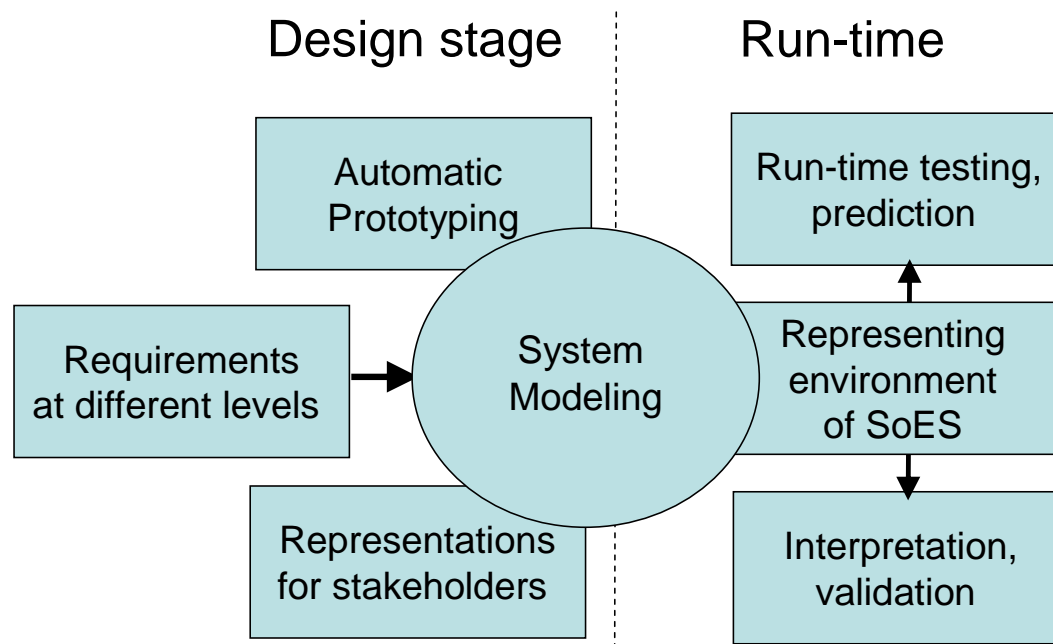 Design stage
Run-time
Automatic
Prototyping
Run-time testing,
prediction
Requirements
at different levels
System
Modeling
Representing
environment
of SoES
Representations
for stakeholders
Interpretation,
validation